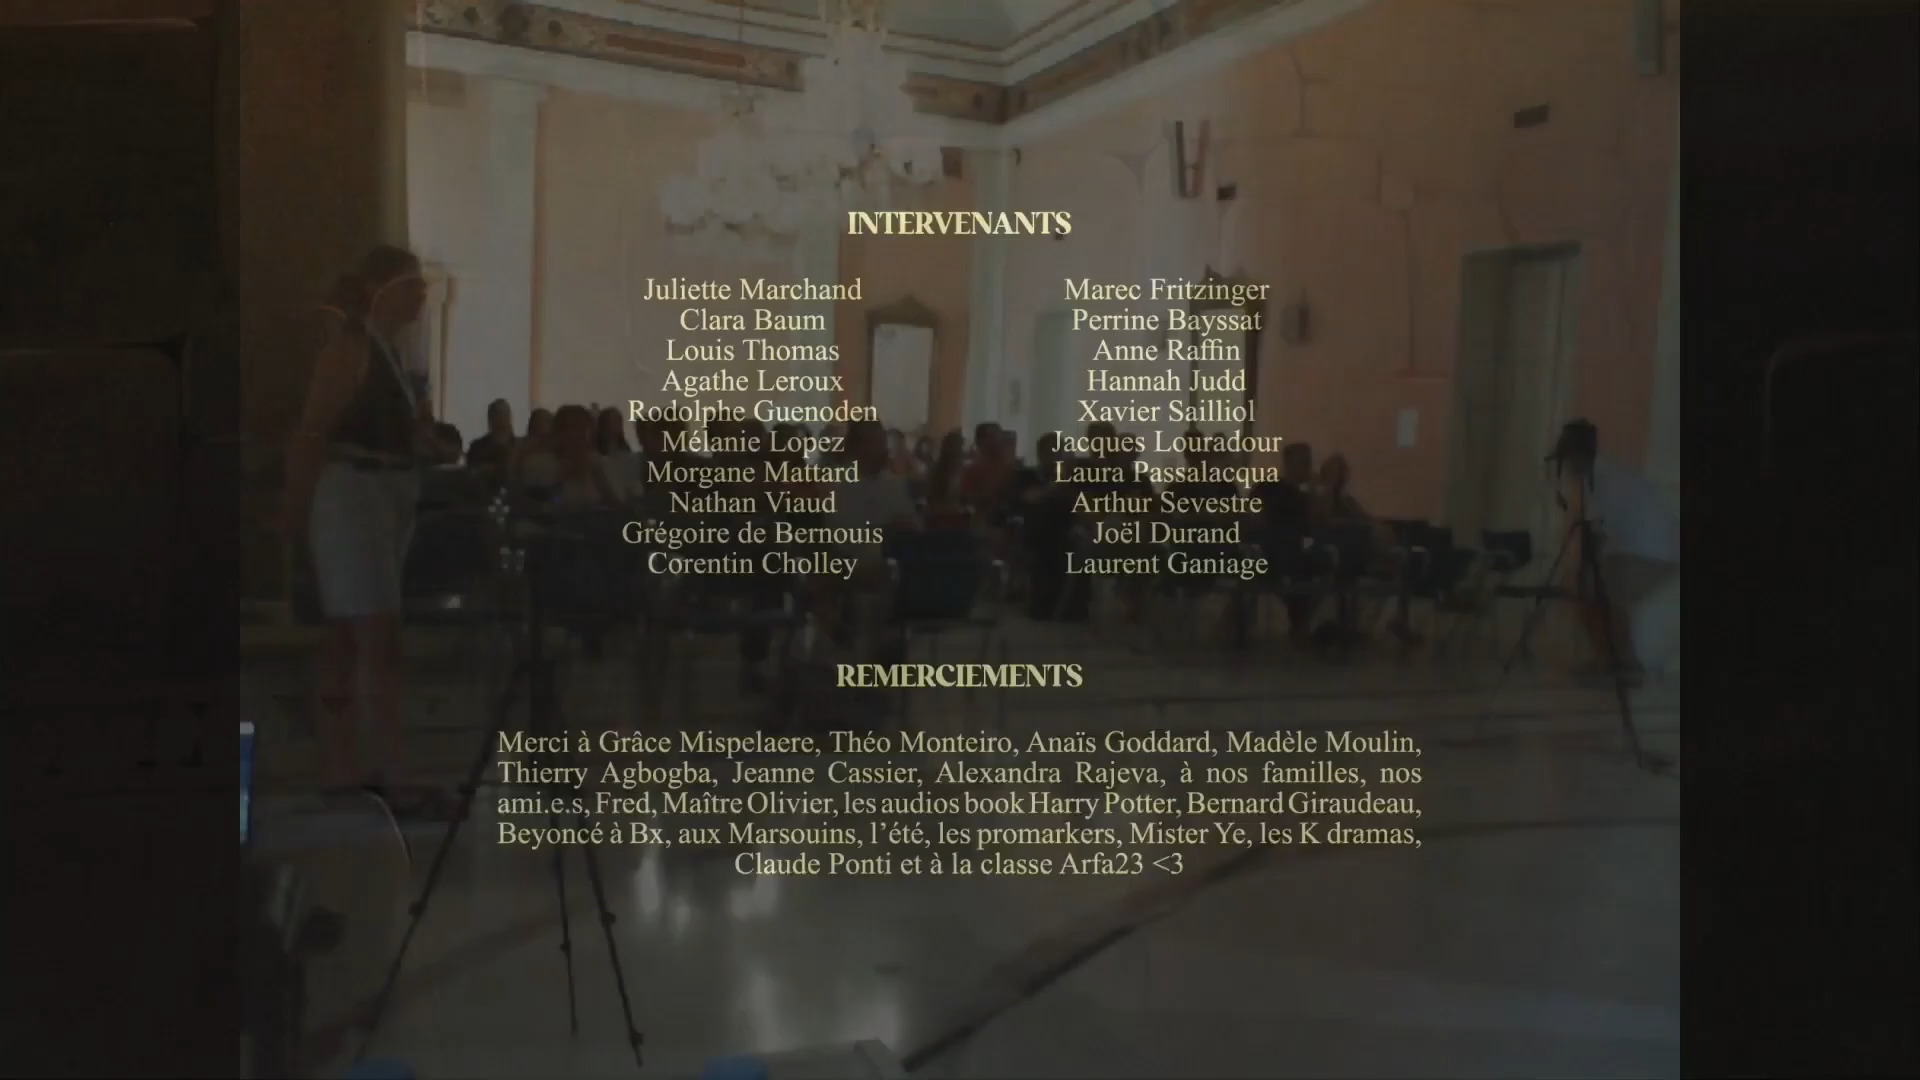 INTERVENANTS
Juliette Marchand
Clara Baum
Louis Thomas
Agathe Leroux
Rodolphe Guenoden
Mélanie Lopez
Morgane Mattard
Nathan Viaud
Grégoire de Bernouis
Corentin Cholley
Marec Fritzinger
Perrine Bayssat
Anne Raffin
Hannah Judd
Xavier Sailliol
Jacques Louradour
Laura Passalacqua
Arthur Sevestre
Joël Durand
Laurent Ganiage
REMERCIEMENTS
Merci à Grâce Mispelaere, Théo Monteiro, Anaïs Goddard, Madèle Moulin,
Thierry Agbogba, Jeanne Cassier, Alexandra Rajeva, à nos familles, nos
ami.e.s, Fred, Maître Olivier, les audios book Harry Potter, Bernard Giraudeau,
Beyoncé à Bx, aux Marsouins, l’été, les promarkers, Mister Ye, les K dramas,
Claude Ponti et à la classe Arfa23 <3